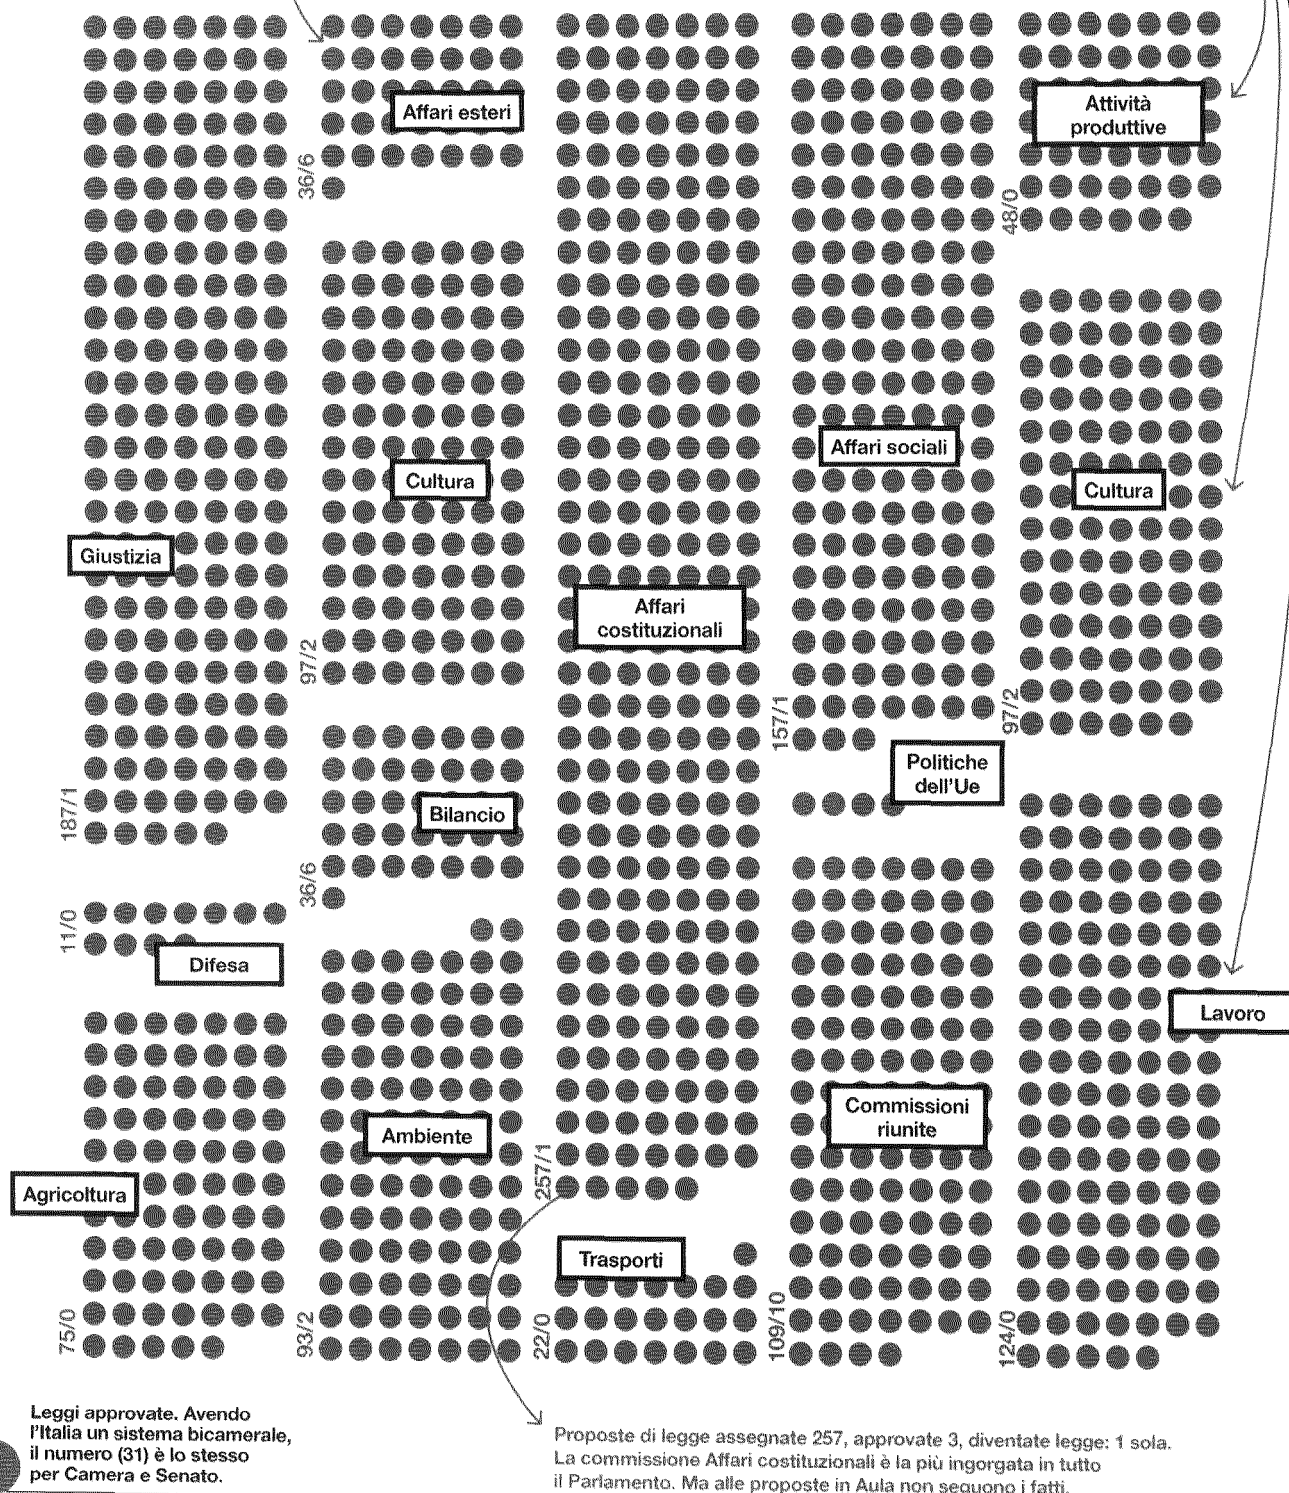 Affari esteri
36/6
Attività
produttive
48/0
Affari sociali
Cultura
Cultura
Giustizia
Affari
costituzionali
97/2
157/1
97/2
Politiche
dell'Ue
187/1
Bilancio
36/6
11/0
Difesa
Lavoro
Commissioni
riunite
Ambiente
257/1
Agricoltura
Trasporti
75/0
93/2
22/0
109/10
124/0
Leggi approvate. Avendo
l'Italia un sistema bicamerale,
il numero (31) è lo stesso
per Camera e Senato.
Proposte di legge assegnate 257, approvate 3, diventate legge: 1 sola.
La commissione Affari costituzionali è la più ingorgata in tutto
il Parlamento. Ma alle proposte in Aula non seguono i fatti.